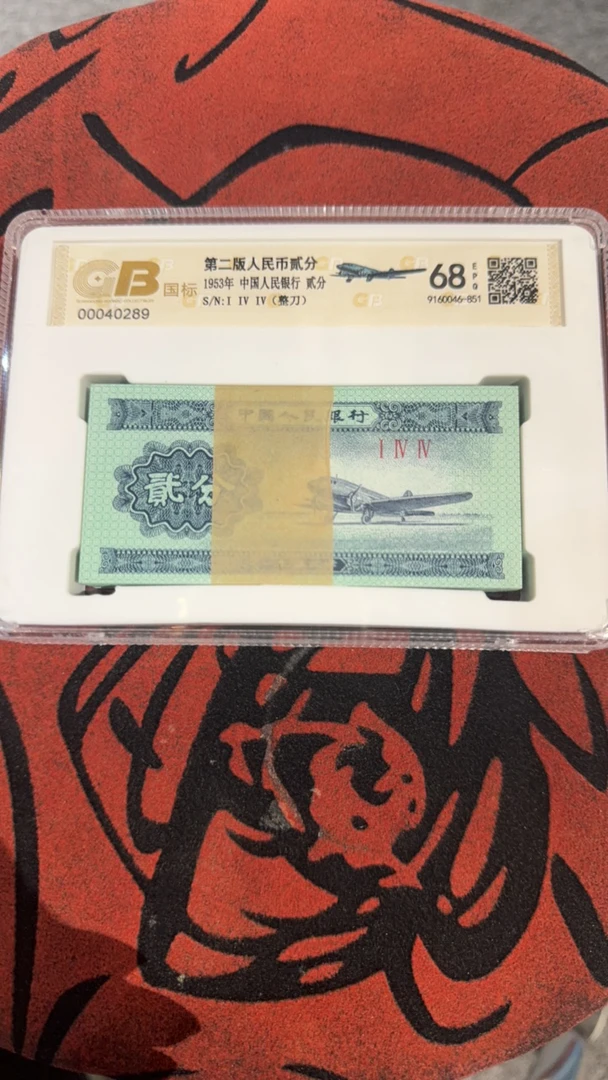 GB 国标
00040289
第二版人民币贰分
1953年 中国人民银行 贰分
S/N:I IV IV（整刀）
68 EPQ
9160046-851
中國人民银行
I IV IV
貳分